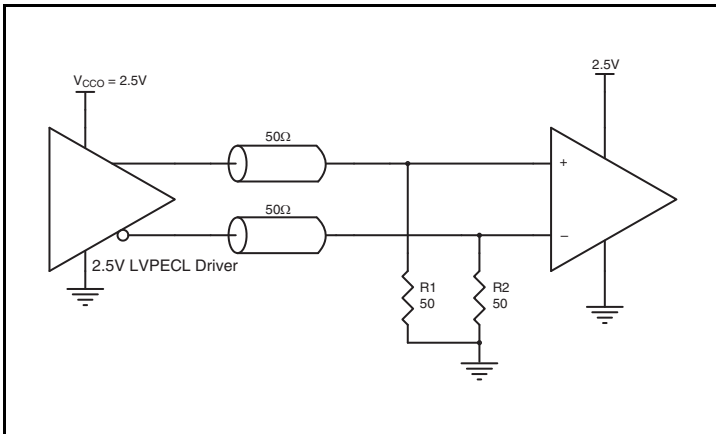 V_CCO = 2.5V
2.5V
50Ω
+
50Ω
–
2.5V LVPECL Driver
R1
50
R2
50